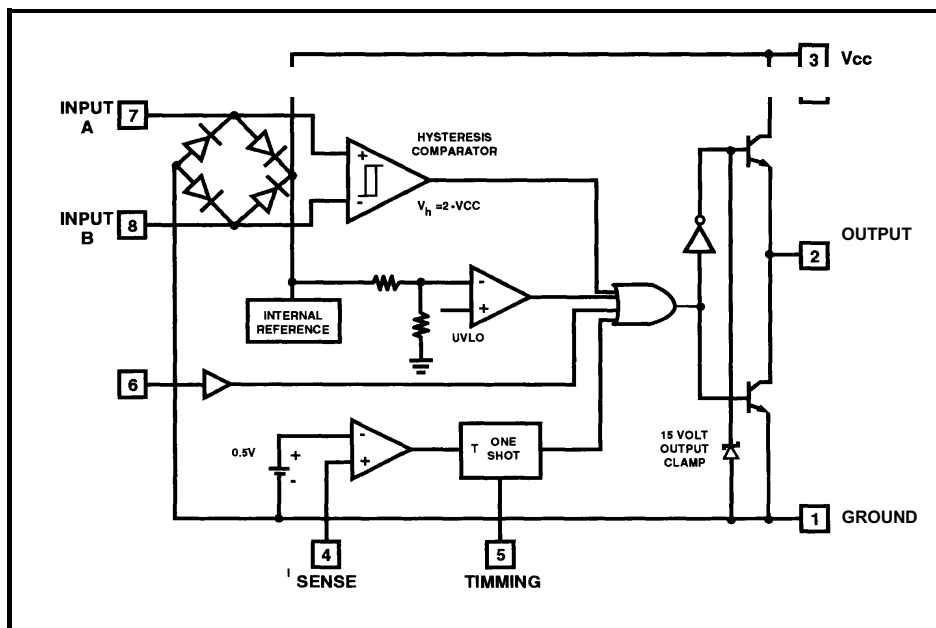 3 Vcc
INPUT
A
7
HYSTERESIS
COMPARATOR
+
-
Vh =2•VCC
INPUT
B
8
OUTPUT
2
INTERNAL
REFERENCE
-
+
UVLO
6
0.5V
+
-
-
+
T ONE
SHOT
15 VOLT
OUTPUT
CLAMP
1 GROUND
4
I SENSE
5
TIMMING